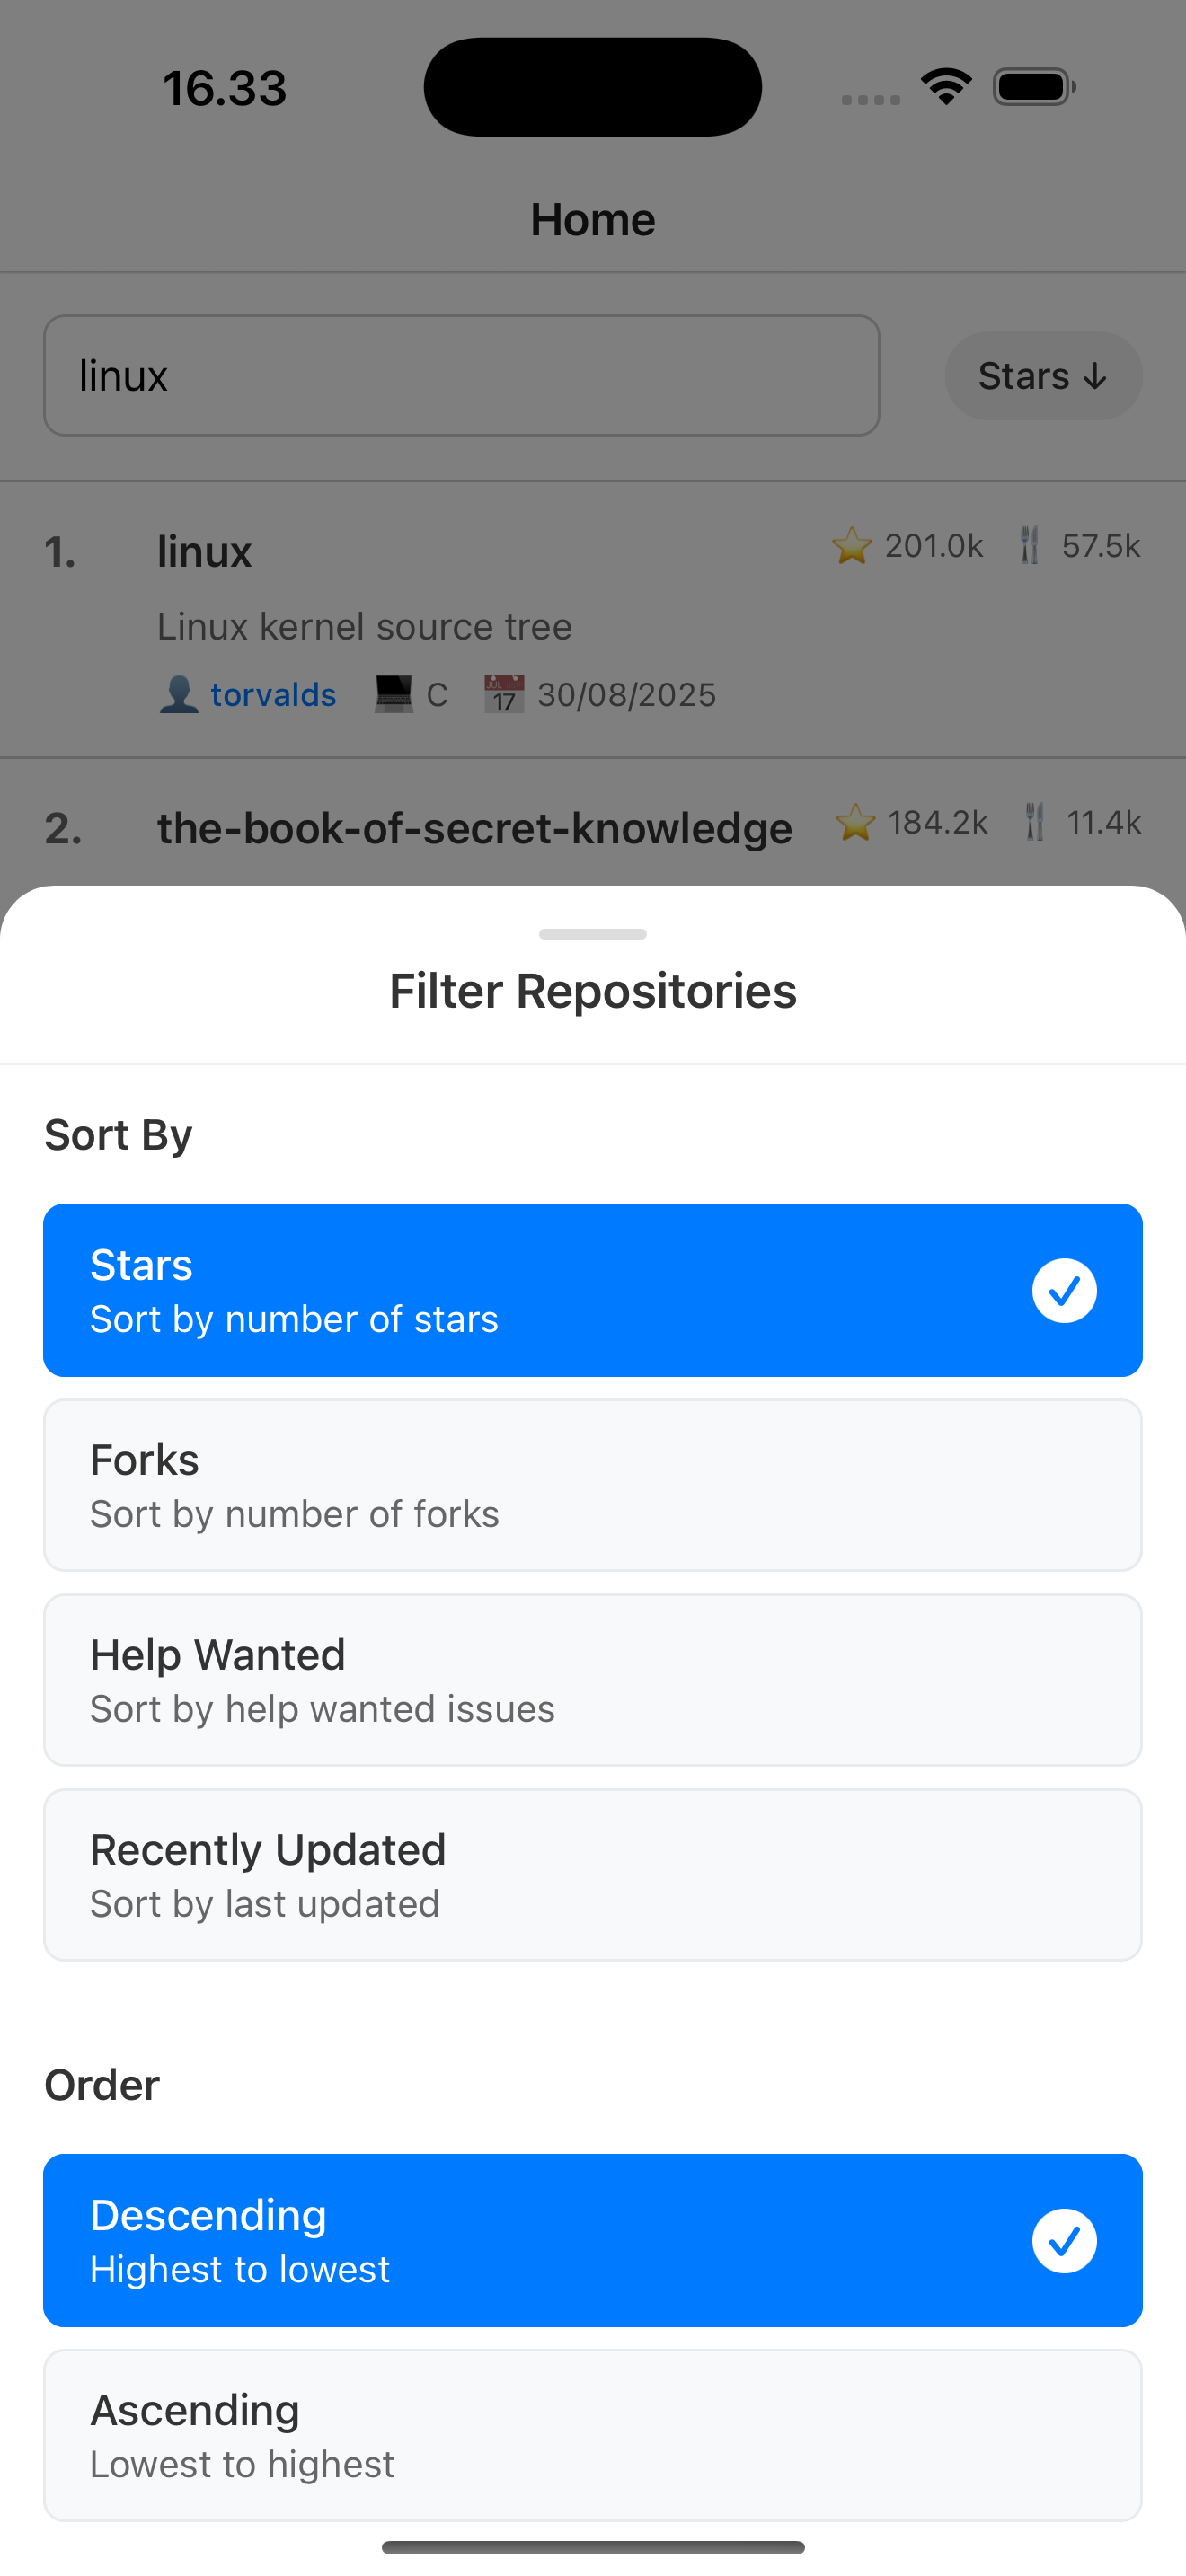 16.33
Home
linux
Stars ↓
1. linux ⭐ 201.0k 🍴 57.5k
Linux kernel source tree
👤 torvalds 💻 C 📅 30/08/2025
2. the-book-of-secret-knowledge ⭐ 184.2k 🍴 11.4k
Filter Repositories
Sort By
Stars
Sort by number of stars
Forks
Sort by number of forks
Help Wanted
Sort by help wanted issues
Recently Updated
Sort by last updated
Order
Descending
Highest to lowest
Ascending
Lowest to highest